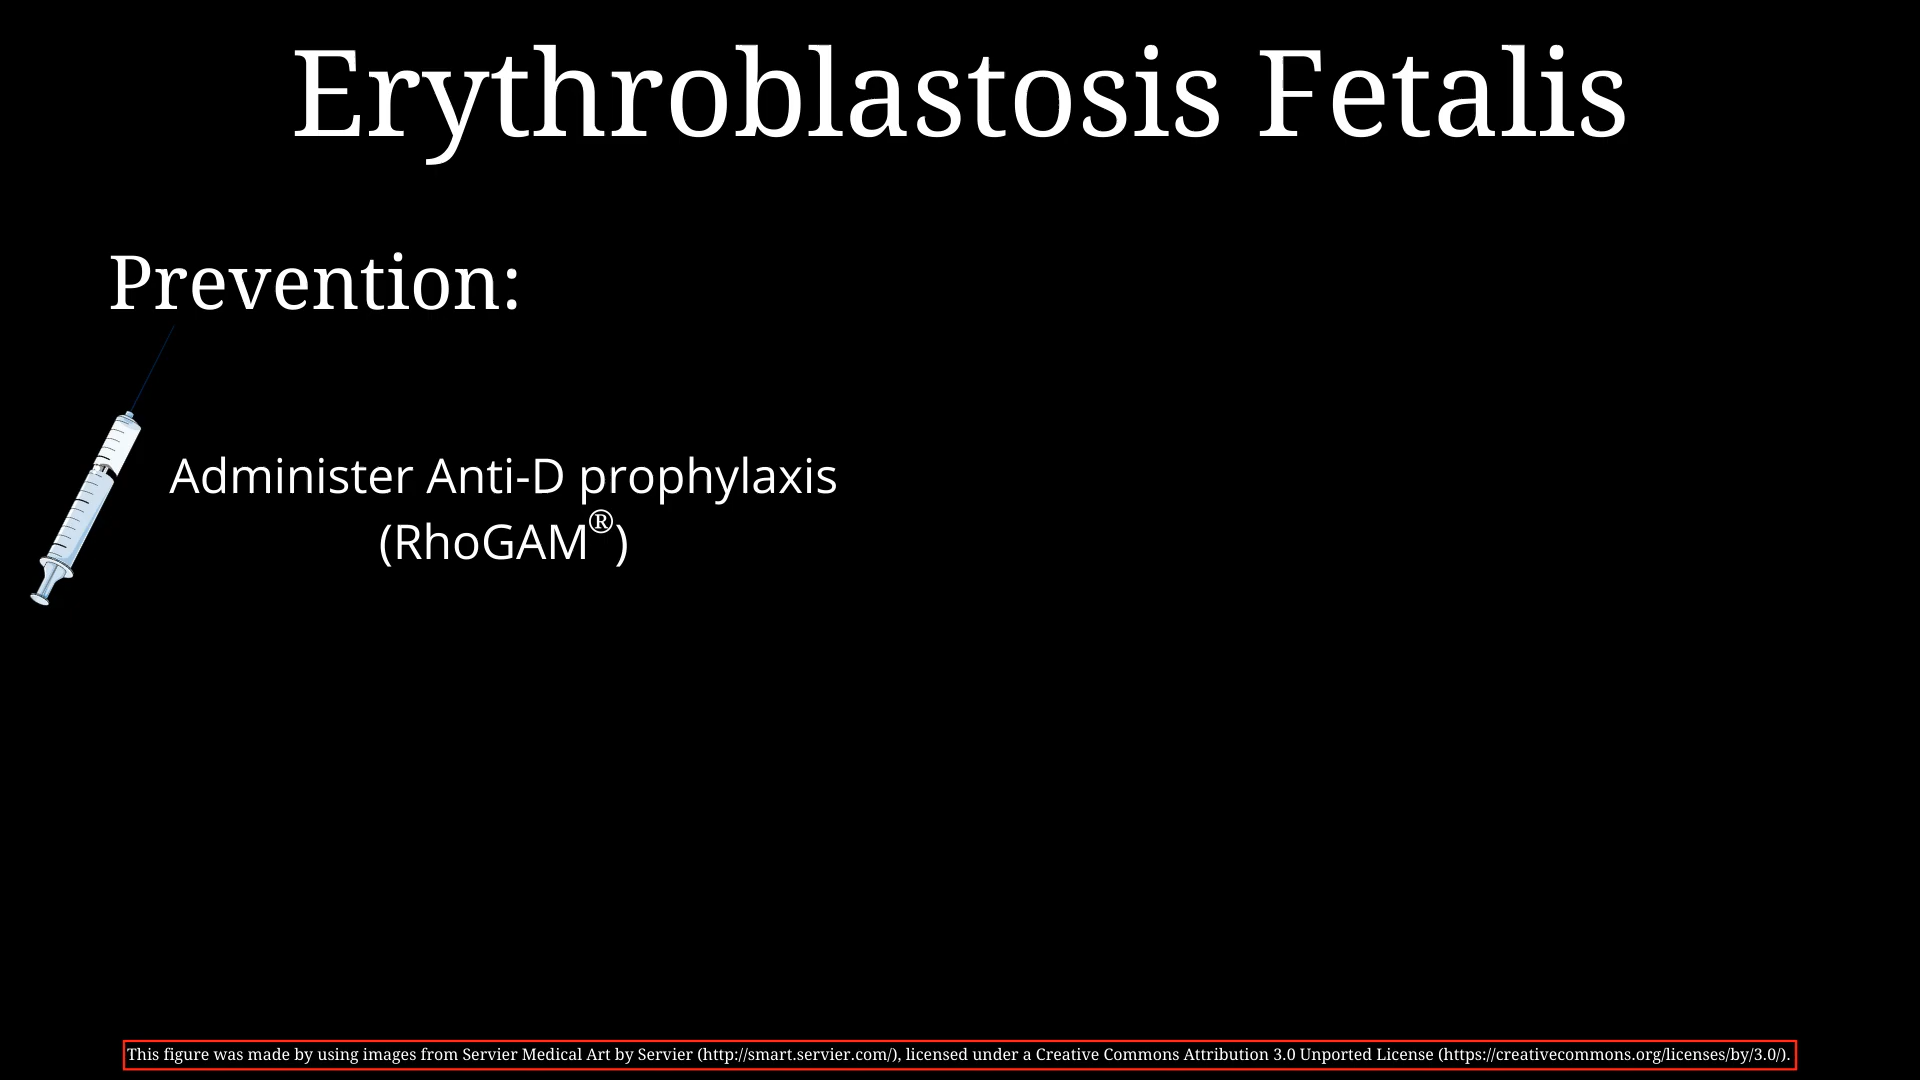 Erythroblastosis Fetalis
Prevention:
Administer Anti-D prophylaxis
(RhoGAM®)
This figure was made by using images from Servier Medical Art by Servier (http://smart.servier.com/), licensed under a Creative Commons Attribution 3.0 Unported License (https://creativecommons.org/licenses/by/3.0/).